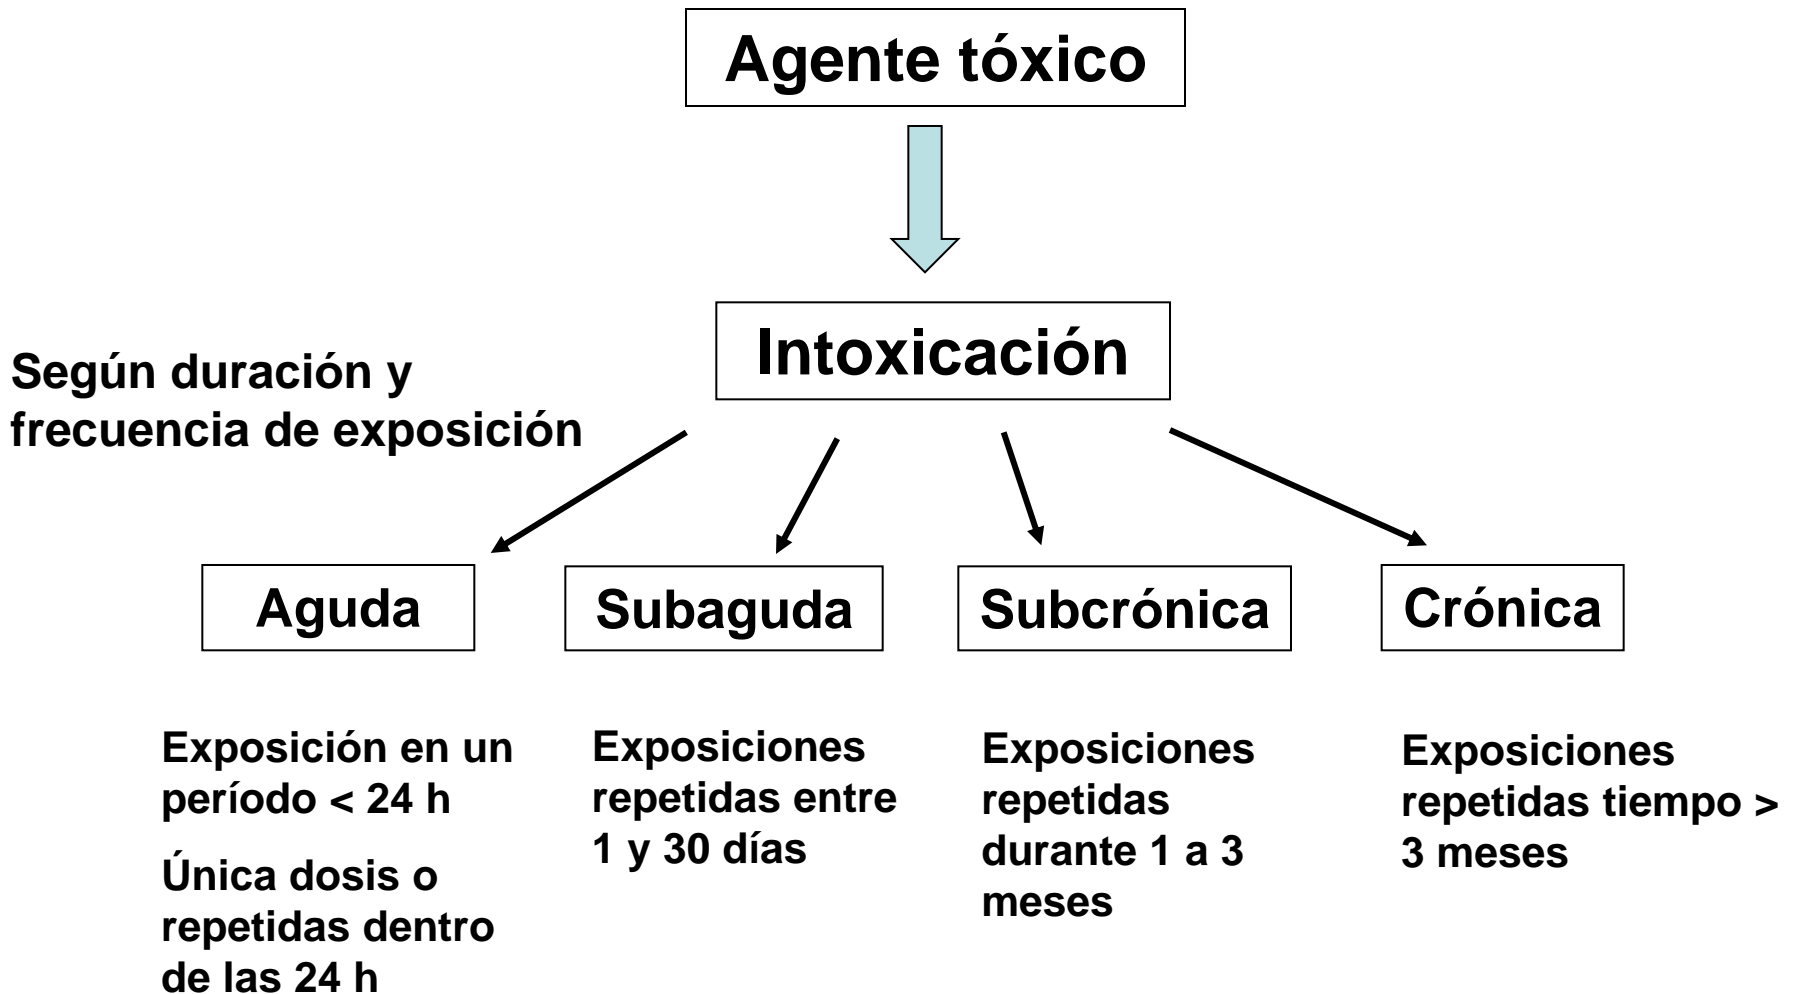 Agente tóxico
Intoxicación
Según duración y
frecuencia de exposición
Aguda
Subaguda
Subcrónica
Crónica
Exposición en un
período < 24 h
Única dosis o
repetidas dentro
de las 24 h
Exposiciones
repetidas entre
1 y 30 días
Exposiciones
repetidas
durante 1 a 3
meses
Exposiciones
repetidas tiempo >
3 meses